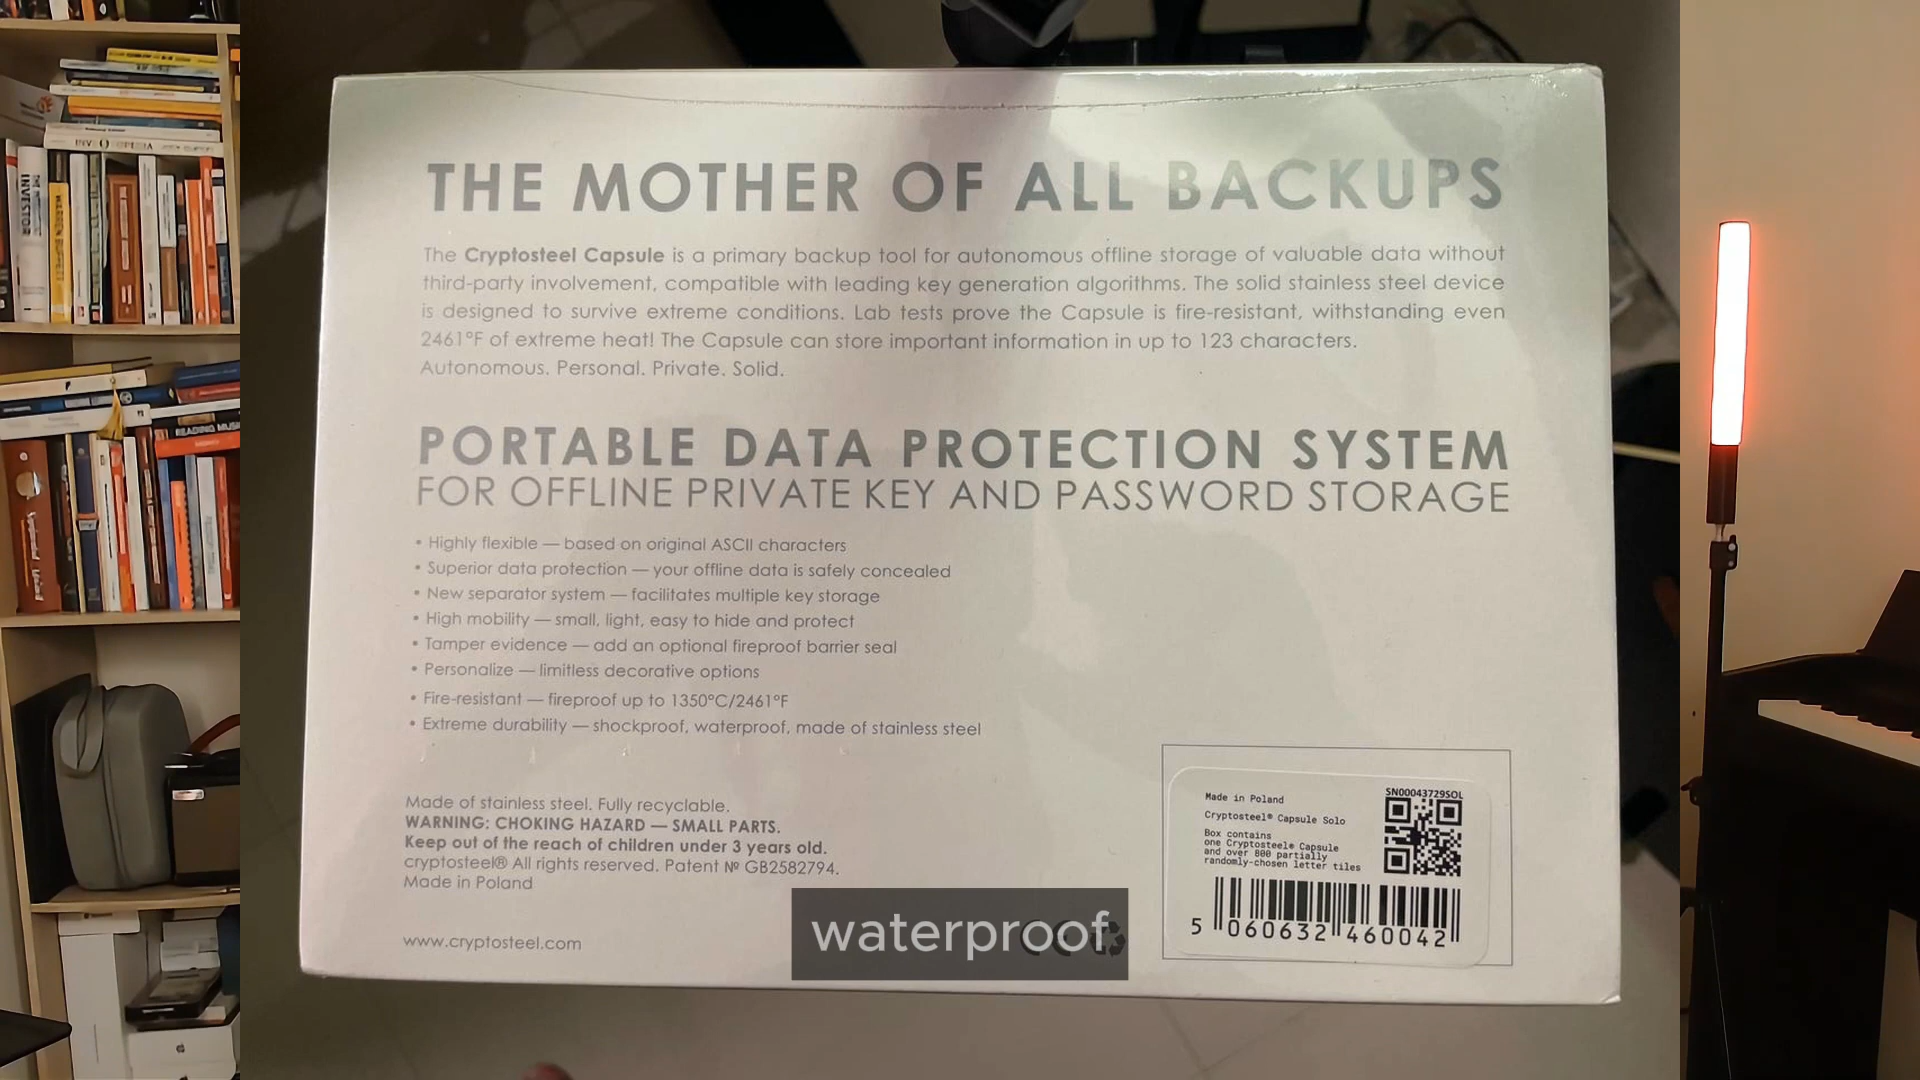 THE MOTHER OF ALL BACKUPS
The Cryptosteel Capsule is a primary backup tool for autonomous offline storage of valuable data without
third-party involvement, compatible with leading key generation algorithms. The solid stainless steel device
is designed to survive extreme conditions. Lab tests prove the Capsule is fire-resistant, withstanding even
2461°F of extreme heat! The Capsule can store important information in up to 123 characters.
Autonomous. Personal. Private. Solid.
PORTABLE DATA PROTECTION SYSTEM
FOR OFFLINE PRIVATE KEY AND PASSWORD STORAGE
• Highly flexible — based on original ASCII characters
• Superior data protection — your offline data is safely concealed
• New separator system — facilitates multiple key storage
• High mobility — small, light, easy to hide and protect
• Tamper evidence — add an optional fireproof barrier seal
• Personalize — limitless decorative options
• Fire-resistant — fireproof up to 1350°C/2461°F
• Extreme durability — shockproof, waterproof, made of stainless steel
Made of stainless steel. Fully recyclable.
WARNING: CHOKING HAZARD — SMALL PARTS.
Keep out of the reach of children under 3 years old.
cryptosteel® All rights reserved. Patent № GB2582794.
Made in Poland
www.cryptosteel.com
waterproof
SN00043729SOL
Made in Poland
Cryptosteel® Capsule Solo
Box contains
one Cryptosteel® Capsule
and over 800 partially
randomly-chosen letter tiles
5 060632 460042
INVESTOR
READING MUSIC